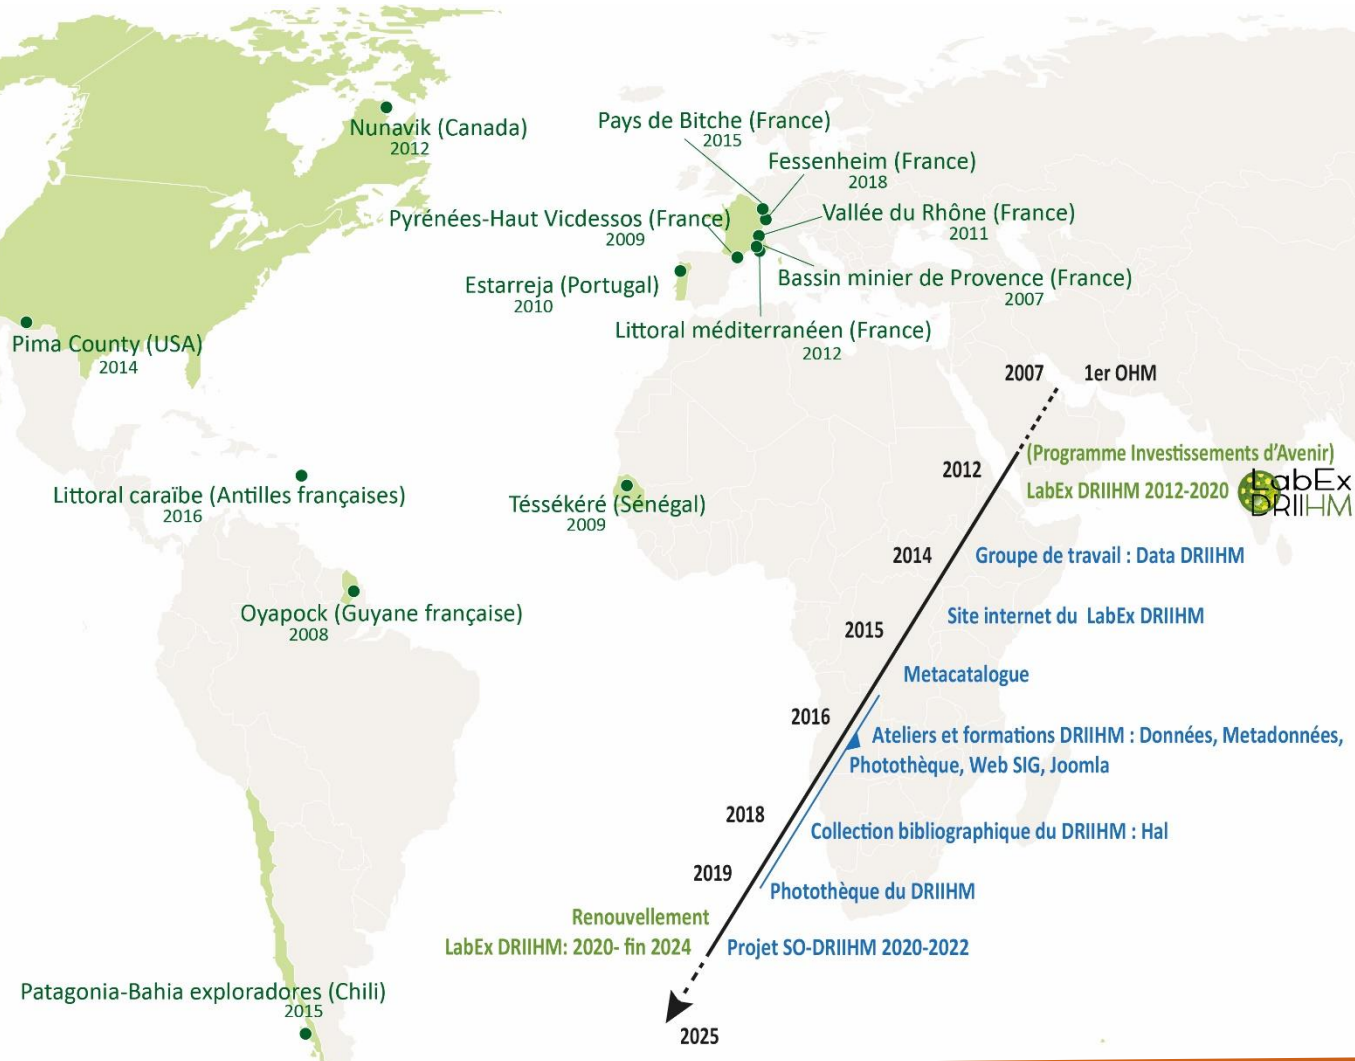 Nunavik (Canada)
2012
Pays de Bitche (France)
2015
Fessenheim (France)
2018
Pyrénées-Haut Vicdessos (France)
2009
Vallée du Rhône (France)
2011
Estarreja (Portugal)
2010
Bassin minier de Provence (France)
2007
Littoral méditerranéen (France)
2012
Pima County (USA)
2014
Littoral caraïbe (Antilles françaises)
2016
Téssékéré (Sénégal)
2009
Oyapock (Guyane française)
2008
Patagonia-Bahia exploradores (Chili)
2015
2007 1er OHM
(Programme Investissements d'Avenir)
2012
LabEx DRIIHM 2012-2020
LabEx
DRIIHM
2014
Groupe de travail : Data DRIIHM
Site internet du LabEx DRIIHM
2015
Metacatalogue
2016
Ateliers et formations DRIIHM : Données, Metadonnées,
Photothèque, Web SIG, Joomla
2018
Collection bibliographique du DRIIHM : Hal
2019
Photothèque du DRIIHM
Renouvellement
LabEx DRIIHM: 2020- fin 2024
Projet SO-DRIIHM 2020-2022
2025